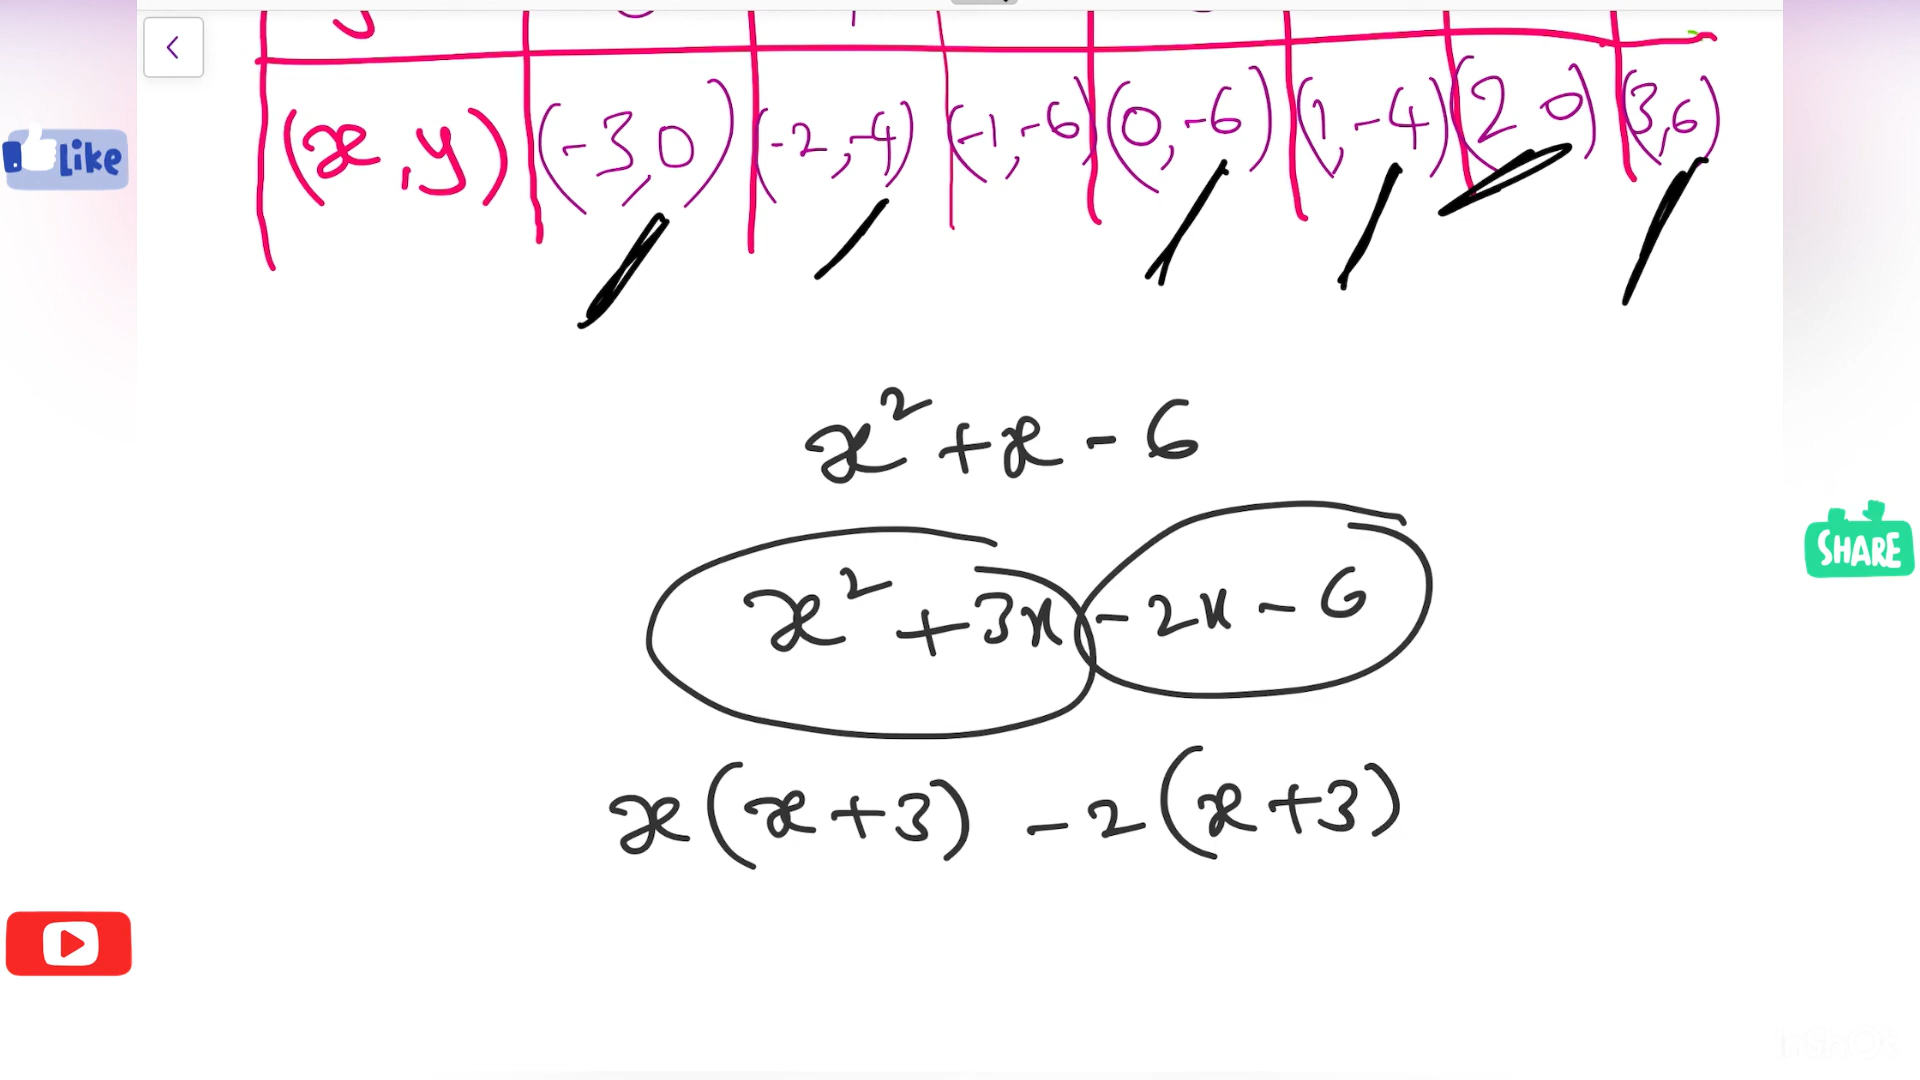 (x,y) (-3,0) (-2,-4) (-1,-6) (0,-6) (1,-4) (2 0) (3,6)
Like
x² + x - 6
SHARE
x² + 3x - 2x - 6
x(x+3) - 2(x+3)